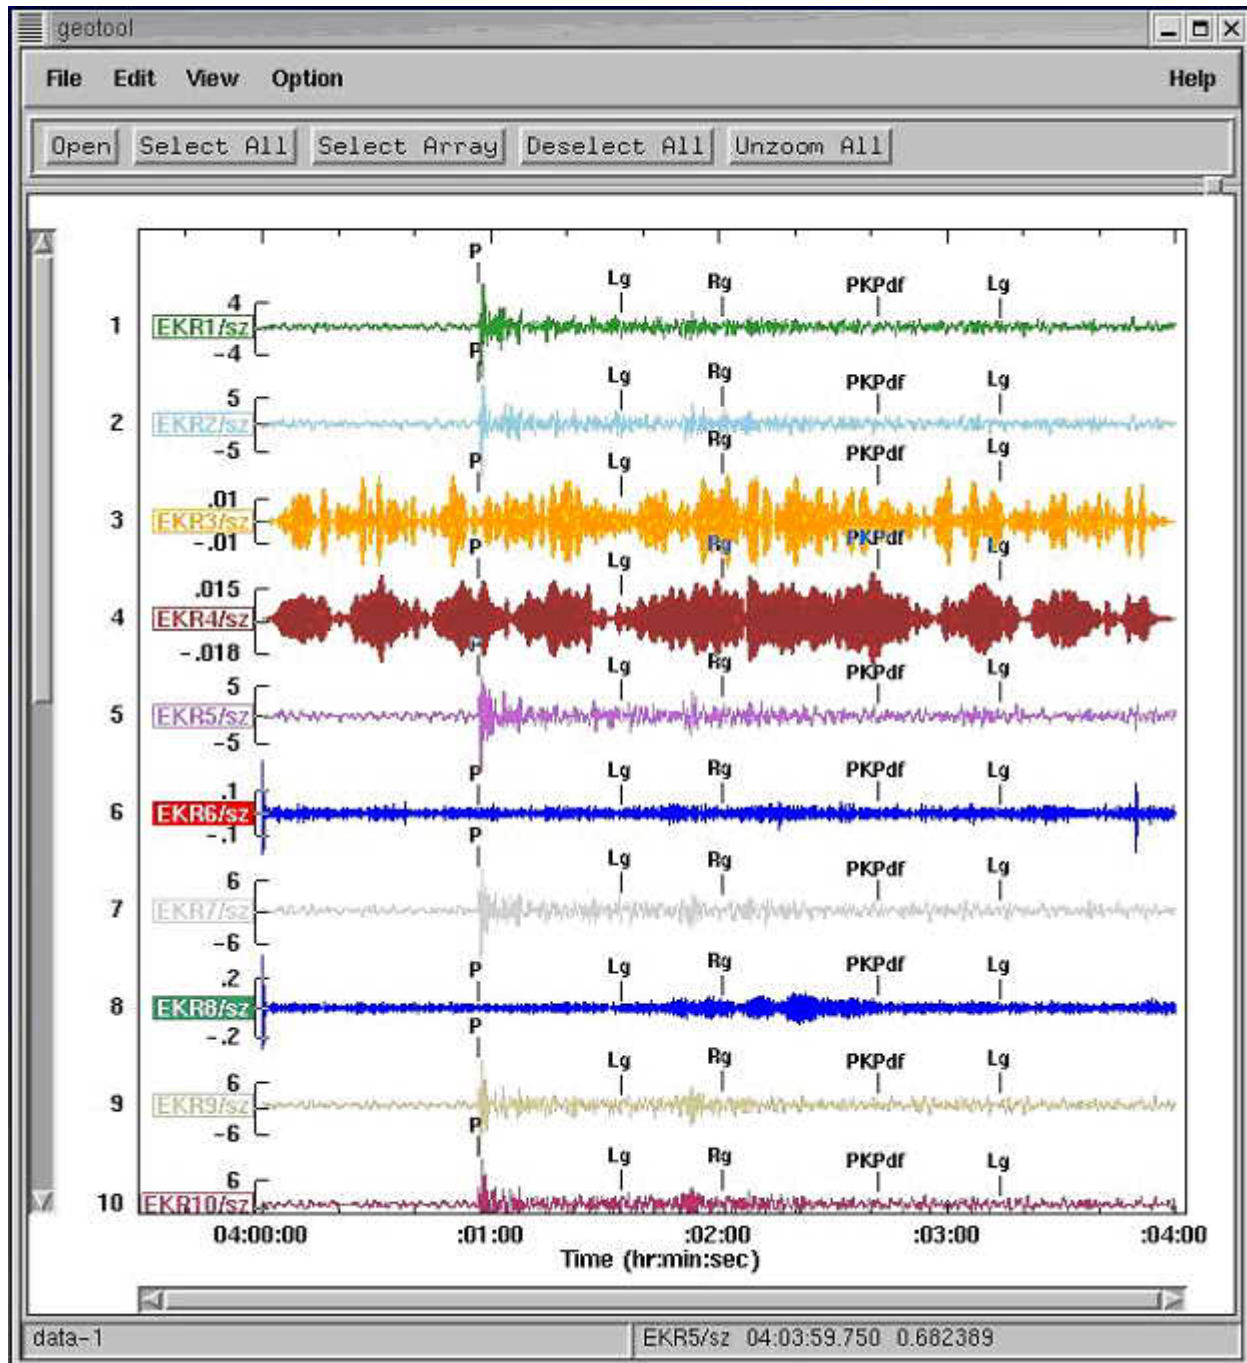 geotool
File Edit View Option Help
Open Select All Select Array Deselect All Unzoom All
P
Lg Rg PKPdf Lg
4
1 EKR1/sz
-4
P
Lg Rg PKPdf Lg
5
2 EKR2/sz
-5
P Lg Rg PKPdf Lg
.01
3 EKR3/sz
-.01
P Lg Rg PKPdf Lg
.015
4 EKR4/sz
-.018
Lg Rg PKPdf Lg
5
5 EKR5/sz
-5
P Lg Rg PKPdf Lg
.1
6 EKR6/sz
-.1
P
Lg Rg PKPdf Lg
6
7 EKR7/sz
-6
P Lg Rg PKPdf Lg
.2
8 EKR8/sz
-.2
P
Lg Rg PKPdf Lg
6
9 EKR9/sz
-6
P
Lg Rg PKPdf Lg
6
10 EKR10/sz
04:00:00 :01:00 :02:00 :03:00 :04:00
Time (hr:min:sec)
data-1 EKR5/sz 04:03:59.750 0.682389